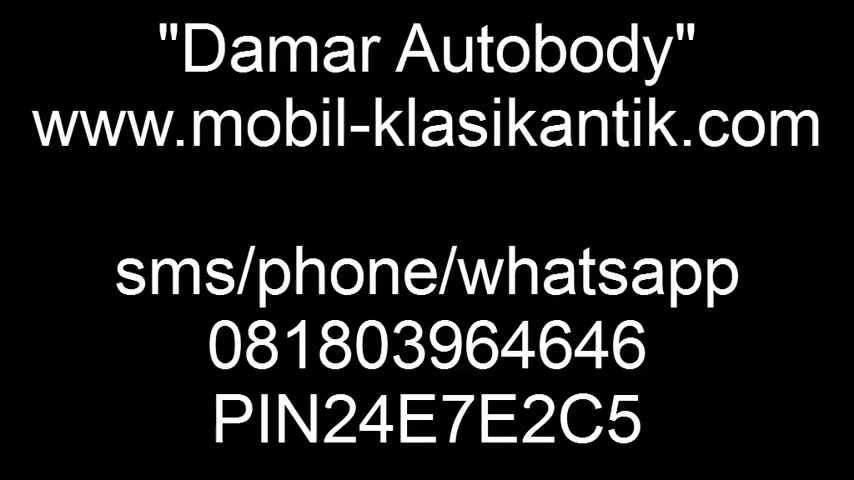 "Damar Autobody"
www.mobil-klasikantik.com
sms/phone/whatsapp
081803964646
PIN24E7E2C5